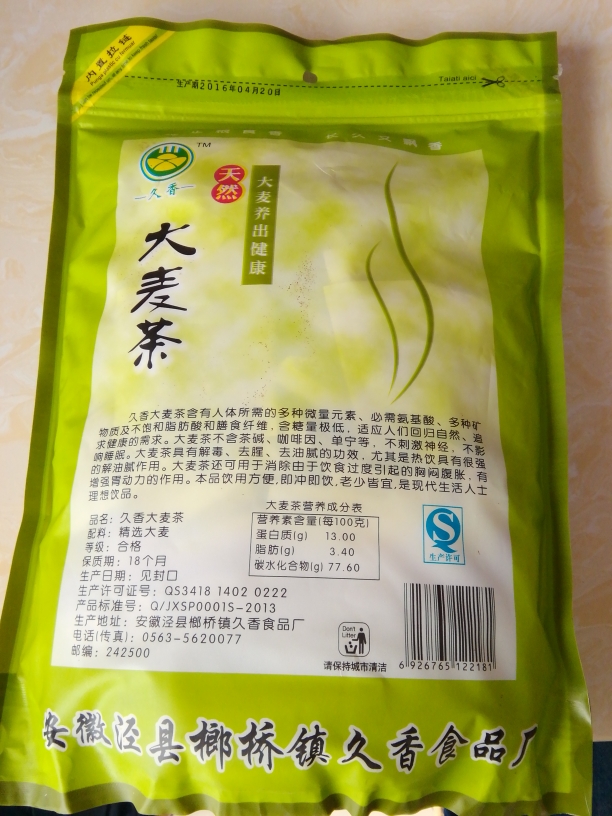 内置拉链
生产期2016年04月20日
Taiati aici
TM
一久香一
天然
大麦养出健康
大麦茶
久香大麦茶含有人体所需的多种微量元素、必需氨基酸、多种矿
物质及不饱和脂肪酸和膳食纤维,含糖量极低,适应人们回归自然、追
求健康的需求。大麦茶不含茶碱、咖啡因、单宁等,不刺激神经,不影
响睡眠。大麦茶具有解毒、去腥、去油腻的功效,尤其是热饮具有很强
的解油腻作用。大麦茶还可用于消除由于饮食过度引起的胸闷腹胀,有
增强胃动力的作用。本品饮用方便,即冲即饮,老少皆宜,是现代生活人士
理想饮品。
品名:久香大麦茶
配料:精选大麦
等级:合格
保质期:18个月
生产日期:见封口
生产许可证号:QS3418 1402 0222
产品标准号:Q/JXSP0001S-2013
生产地址:安徽泾县榔桥镇久香食品厂
电话(传真):0563-5620077
邮编:242500
大麦茶营养成分表
营养素含量(每100克)
蛋白质(g) 13.00
脂肪(g) 3.40
碳水化合物(g) 77.60
生产许可
Don't
Litter
请保持城市清洁
6 926765 122181
安徽泾县榔桥镇久香食品厂